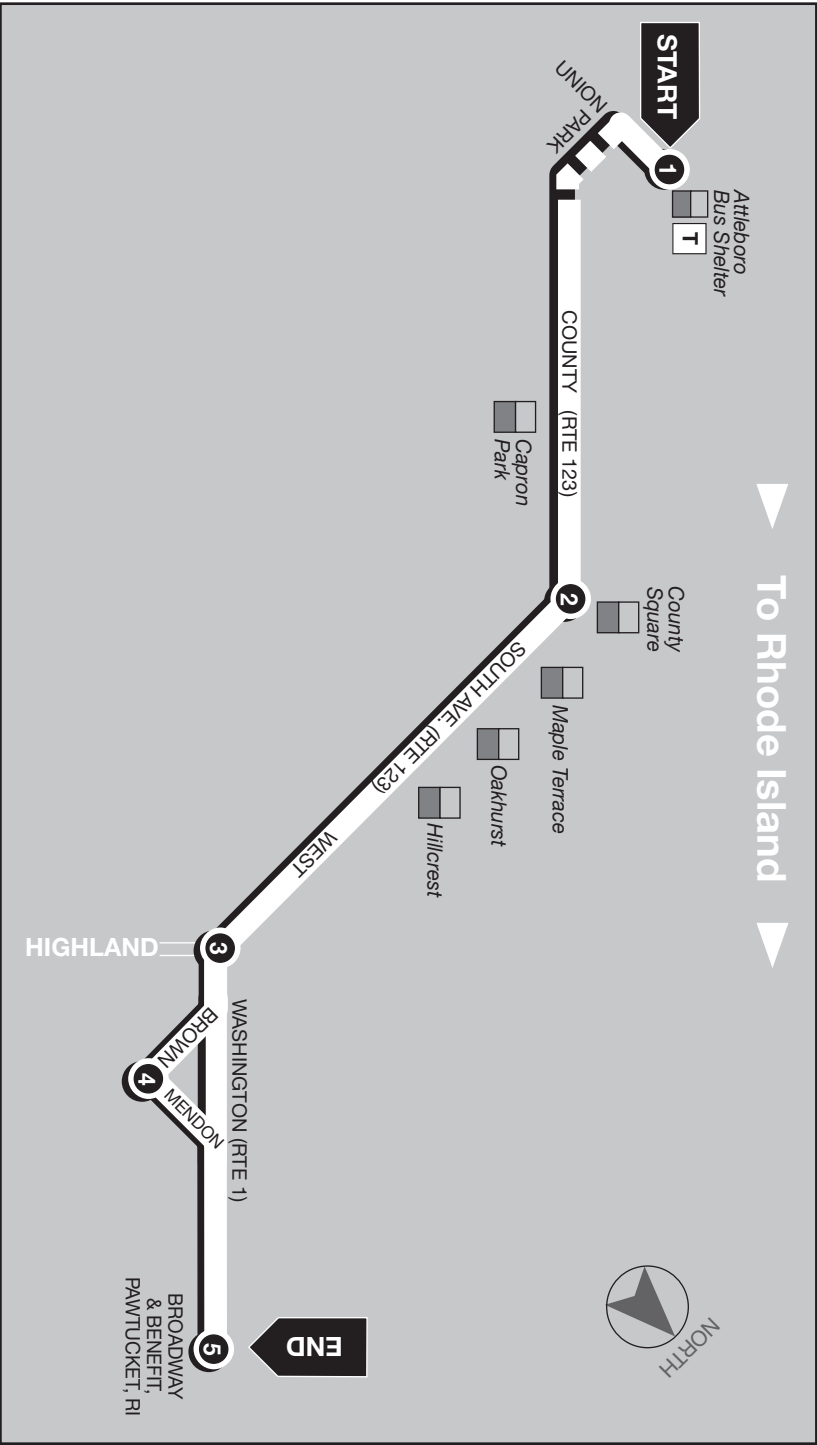 To Rhode Island
START
1
Attleboro
Bus Shelter
T
UNION
PARK
COUNTY (RTE 123)
Capron
Park
2
County
Square
SOUTH AVE. (RTE 123)
Maple Terrace
Oakhurst
Hillcrest
WEST
3
HIGHLAND
WASHINGTON (RTE 1)
BROWN
4
MENDON
5
BROADWAY
& BENEFIT,
PAWTUCKET, RI
END
NORTH